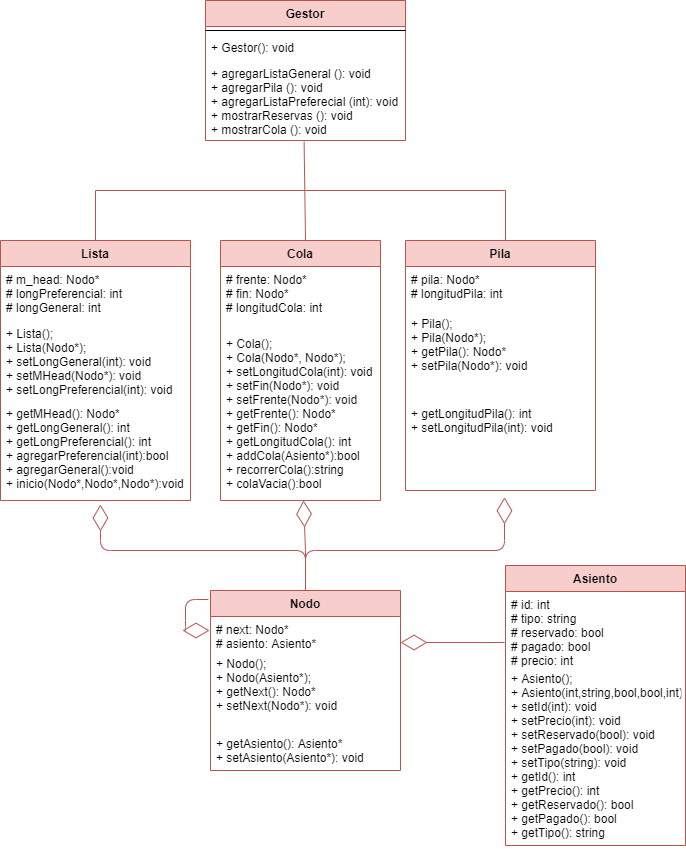 Gestor
+ Gestor(): void
+ agregarListaGeneral (): void
+ agregarPila (): void
+ agregarListaPreferecial (int): void
+ mostrarReservas (): void
+ mostrarCola (): void
Lista
# m_head: Nodo*
# longPreferencial: int
# longGeneral: int
+ Lista();
+ Lista(Nodo*);
+ setLongGeneral(int): void
+ setMHead(Nodo*): void
+ setLongPreferencial(int): void
+ getMHead(): Nodo*
+ getLongGeneral(): int
+ getLongPreferencial(): int
+ agregarPreferencial(int):bool
+ agregarGeneral():void
+ inicio(Nodo*,Nodo*,Nodo*):void
Cola
# frente: Nodo*
# fin: Nodo*
# longitudCola: int
+ Cola();
+ Cola(Nodo*, Nodo*);
+ setLongitudCola(int): void
+ setFin(Nodo*): void
+ setFrente(Nodo*): void
+ getFrente(): Nodo*
+ getFin(): Nodo*
+ getLongitudCola(): int
+ addCola(Asiento*):bool
+ recorrerCola():string
+ colaVacia():bool
Pila
# pila: Nodo*
# longitudPila: int
+ Pila();
+ Pila(Nodo*);
+ getPila(): Nodo*
+ setPila(Nodo*): void
+ getLongitudPila(): int
+ setLongitudPila(int): void
Nodo
# next: Nodo*
# asiento: Asiento*
+ Nodo();
+ Nodo(Asiento*);
+ getNext(): Nodo*
+ setNext(Nodo*): void
+ getAsiento(): Asiento*
+ setAsiento(Asiento*): void
Asiento
# id: int
# tipo: string
# reservado: bool
# pagado: bool
# precio: int
+ Asiento();
+ Asiento(int,string,bool,bool,int)
+ setId(int): void
+ setPrecio(int): void
+ setReservado(bool): void
+ setPagado(bool): void
+ setTipo(string): void
+ getId(): int
+ getPrecio(): int
+ getReservado(): bool
+ getPagado(): bool
+ getTipo(): string